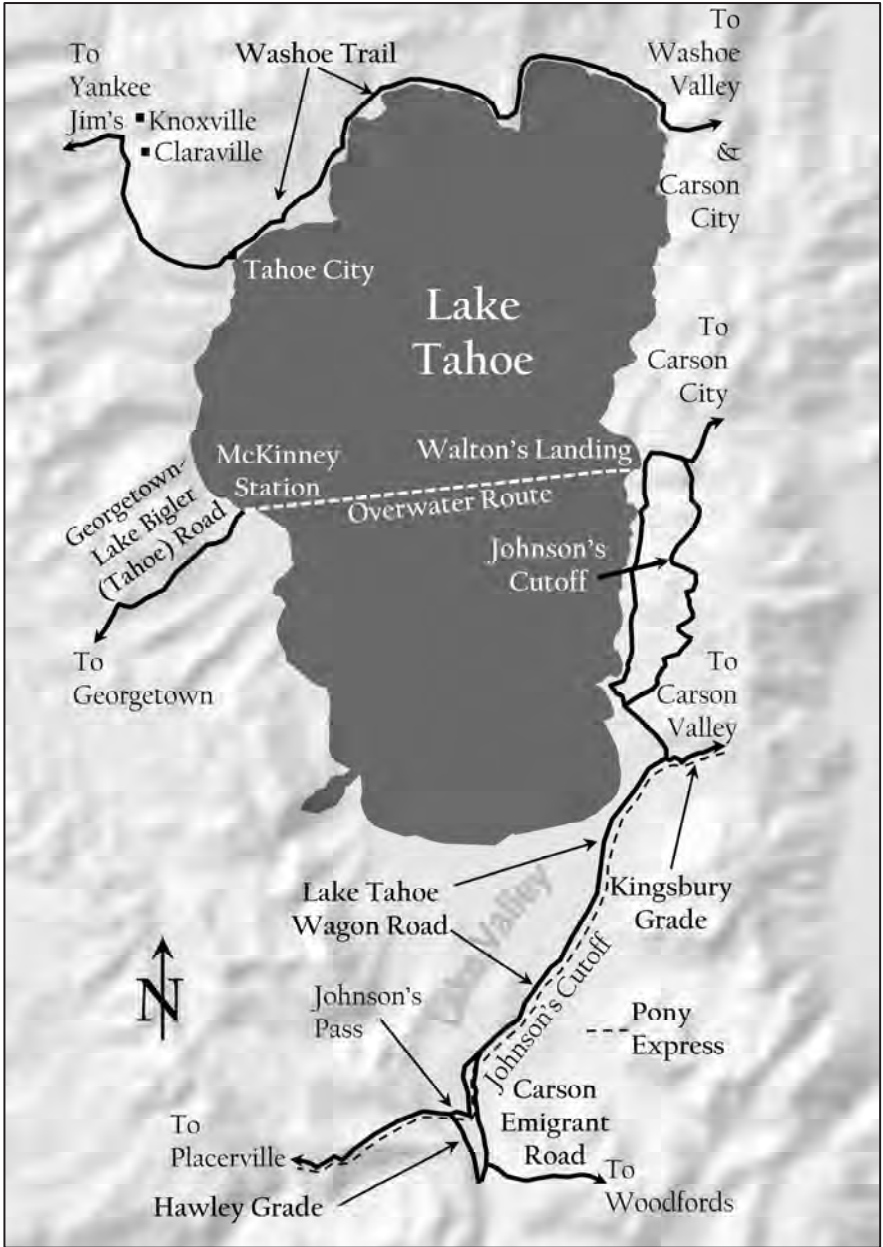 To
Yankee
Jim's
Washoe Trail
Knoxville
Claraville
To
Washoe
Valley
&
Carson
City
Tahoe City
Lake
Tahoe
To
Carson
City
McKinney
Station
Walton's Landing
Overwater Route
Georgetown-
Lake Bigler
(Tahoe) Road
Johnson's
Cutoff
To
Georgetown
To
Carson
Valley
Lake Tahoe
Wagon Road
Kingsbury
Grade
Lake Valley
N
Johnson's
Pass
Johnson's Cutoff
Pony
Express
Carson
Emigrant
Road
To
Placerville
Hawley Grade
To
Woodfords